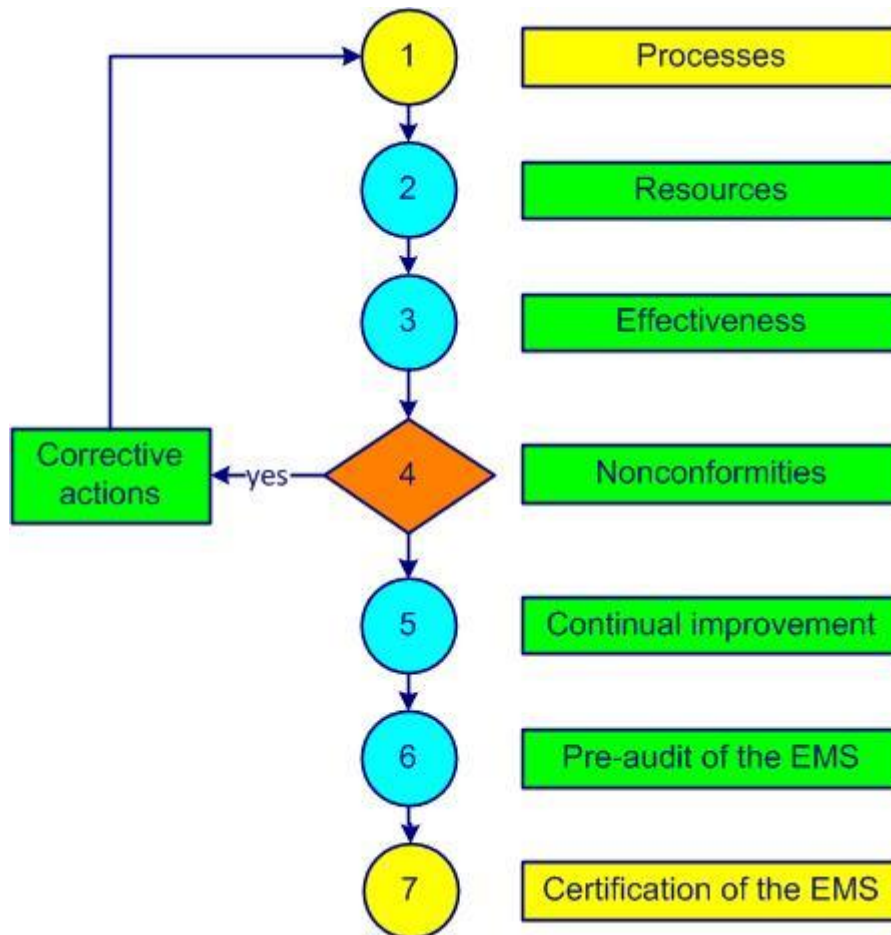 1
Processes
2
Resources
3
Effectiveness
Corrective
actions
yes
4
Nonconformities
5
Continual improvement
6
Pre-audit of the EMS
7
Certification of the EMS